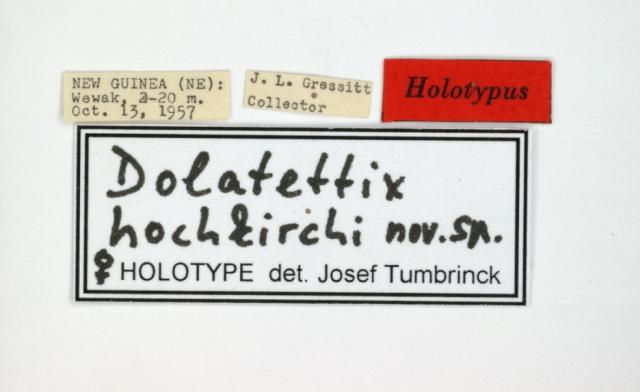 NEW GUINEA (NE):
Wewak, 2-20 m.
Oct. 13, 1957
J. L. Gressitt
Collector
Holotypus
Dolatettix
hochkirchi nov.sp.
♀ HOLOTYPE det. Josef Tumbrinck